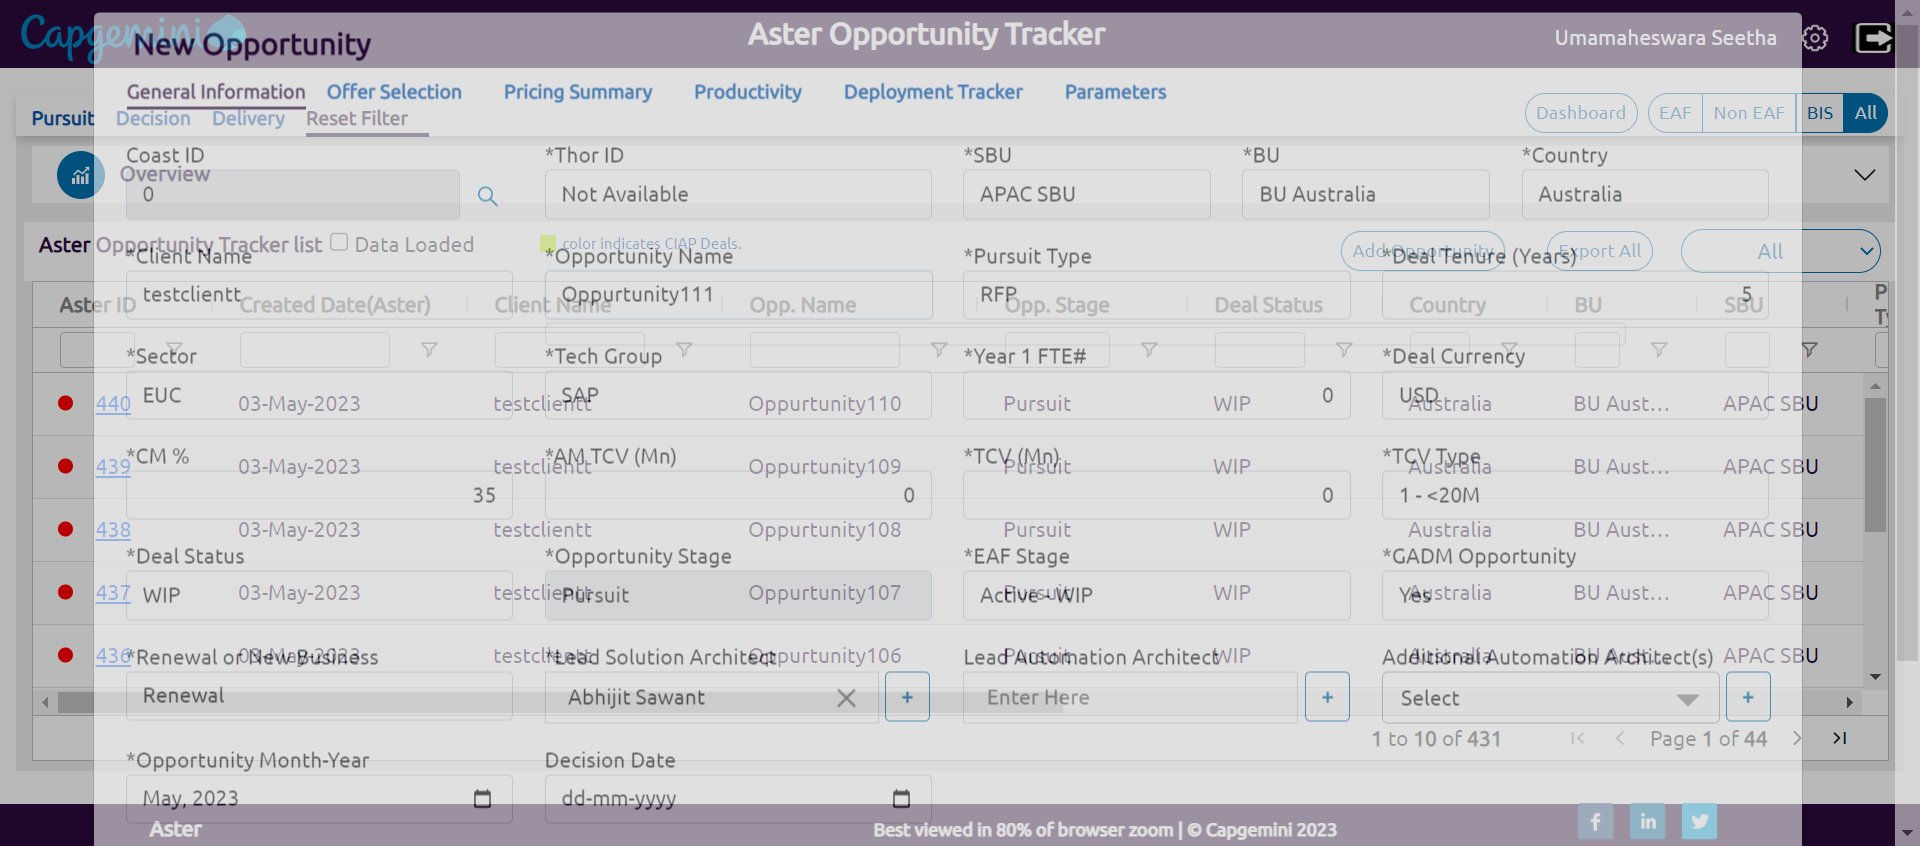 Capgemini
New Opportunity
Aster Opportunity Tracker
Umamaheswara Seetha
General Information Offer Selection Pricing Summary Productivity Deployment Tracker Parameters
Pursuit Decision Delivery Reset Filter
Dashboard EAF Non EAF BIS All
Coast ID *Thor ID *SBU *BU *Country
Overview
0 Not Available APAC SBU BU Australia Australia
Aster Opportunity Tracker list Data Loaded color indicates CIAP Deals. Add Opportunity Export All All
*Client Name *Opportunity Name *Pursuit Type *Deal Tenure (Years)
testclientt Oppurtunity111 RFP 5
Aster ID Created Date(Aster) Client Name Opp. Name Opp. Stage Deal Status Country BU SBU P
Ty
*Sector *Tech Group *Year 1 FTE# *Deal Currency
EUC SAP 0 USD
440 03-May-2023 testclientt Oppurtunity110 Pursuit WIP Australia BU Aust... APAC SBU
*CM % *AM TCV (Mn) *TCV (Mn) *TCV Type
439 03-May-2023 testclientt Oppurtunity109 Pursuit WIP Australia BU Aust... APAC SBU
35 0 0 1 - <20M
438 03-May-2023 testclientt Oppurtunity108 Pursuit WIP Australia BU Aust... APAC SBU
*Deal Status *Opportunity Stage *EAF Stage *GADM Opportunity
WIP Pursuit Active - WIP Yes
437 03-May-2023 testclientt Oppurtunity107 Pursuit WIP Australia BU Aust... APAC SBU
*Renewal or New Business *Lead Solution Architect Lead Automation Architect Additional Automation Architect(s)
436 03-May-2023 testclientt Oppurtunity106 Pursuit WIP Australia BU Aust... APAC SBU
Renewal Abhijit Sawant + Enter Here + Select +
1 to 10 of 431 Page 1 of 44
*Opportunity Month-Year Decision Date
May, 2023 dd-mm-yyyy
Aster Best viewed in 80% of browser zoom | © Capgemini 2023